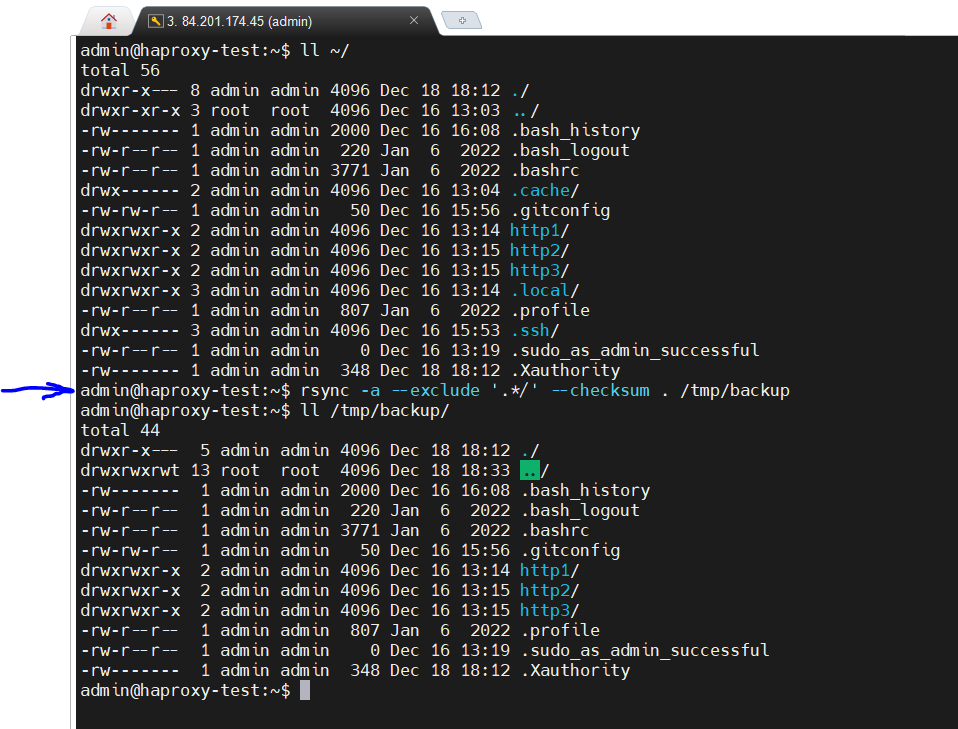 3. 84.201.174.45 (admin)
admin@haproxy-test:~$ ll ~/
total 56
drwxr-x--- 8 admin admin 4096 Dec 18 18:12 ./
drwxr-xr-x 3 root  root  4096 Dec 16 13:03 ../
-rw------- 1 admin admin 2000 Dec 16 16:08 .bash_history
-rw-r--r-- 1 admin admin  220 Jan  6  2022 .bash_logout
-rw-r--r-- 1 admin admin 3771 Jan  6  2022 .bashrc
drwx------ 2 admin admin 4096 Dec 16 13:04 .cache/
-rw-rw-r-- 1 admin admin   50 Dec 16 15:56 .gitconfig
drwxrwxr-x 2 admin admin 4096 Dec 16 13:14 http1/
drwxrwxr-x 2 admin admin 4096 Dec 16 13:15 http2/
drwxrwxr-x 2 admin admin 4096 Dec 16 13:15 http3/
drwxrwxr-x 3 admin admin 4096 Dec 16 13:14 .local/
-rw-r--r-- 1 admin admin  807 Jan  6  2022 .profile
drwx------ 3 admin admin 4096 Dec 16 15:53 .ssh/
-rw-r--r-- 1 admin admin    0 Dec 16 13:19 .sudo_as_admin_successful
-rw------- 1 admin admin  348 Dec 18 18:12 .Xauthority
admin@haproxy-test:~$ rsync -a --exclude '.*/' --checksum . /tmp/backup
admin@haproxy-test:~$ ll /tmp/backup/
total 44
drwxr-x---  5 admin admin 4096 Dec 18 18:12 ./
drwxrwxrwt 13 root  root  4096 Dec 18 18:33 ../
-rw-------  1 admin admin 2000 Dec 16 16:08 .bash_history
-rw-r--r--  1 admin admin  220 Jan  6  2022 .bash_logout
-rw-r--r--  1 admin admin 3771 Jan  6  2022 .bashrc
-rw-rw-r--  1 admin admin   50 Dec 16 15:56 .gitconfig
drwxrwxr-x  2 admin admin 4096 Dec 16 13:14 http1/
drwxrwxr-x  2 admin admin 4096 Dec 16 13:15 http2/
drwxrwxr-x  2 admin admin 4096 Dec 16 13:15 http3/
-rw-r--r--  1 admin admin  807 Jan  6  2022 .profile
-rw-r--r--  1 admin admin    0 Dec 16 13:19 .sudo_as_admin_successful
-rw-------  1 admin admin  348 Dec 18 18:12 .Xauthority
admin@haproxy-test:~$